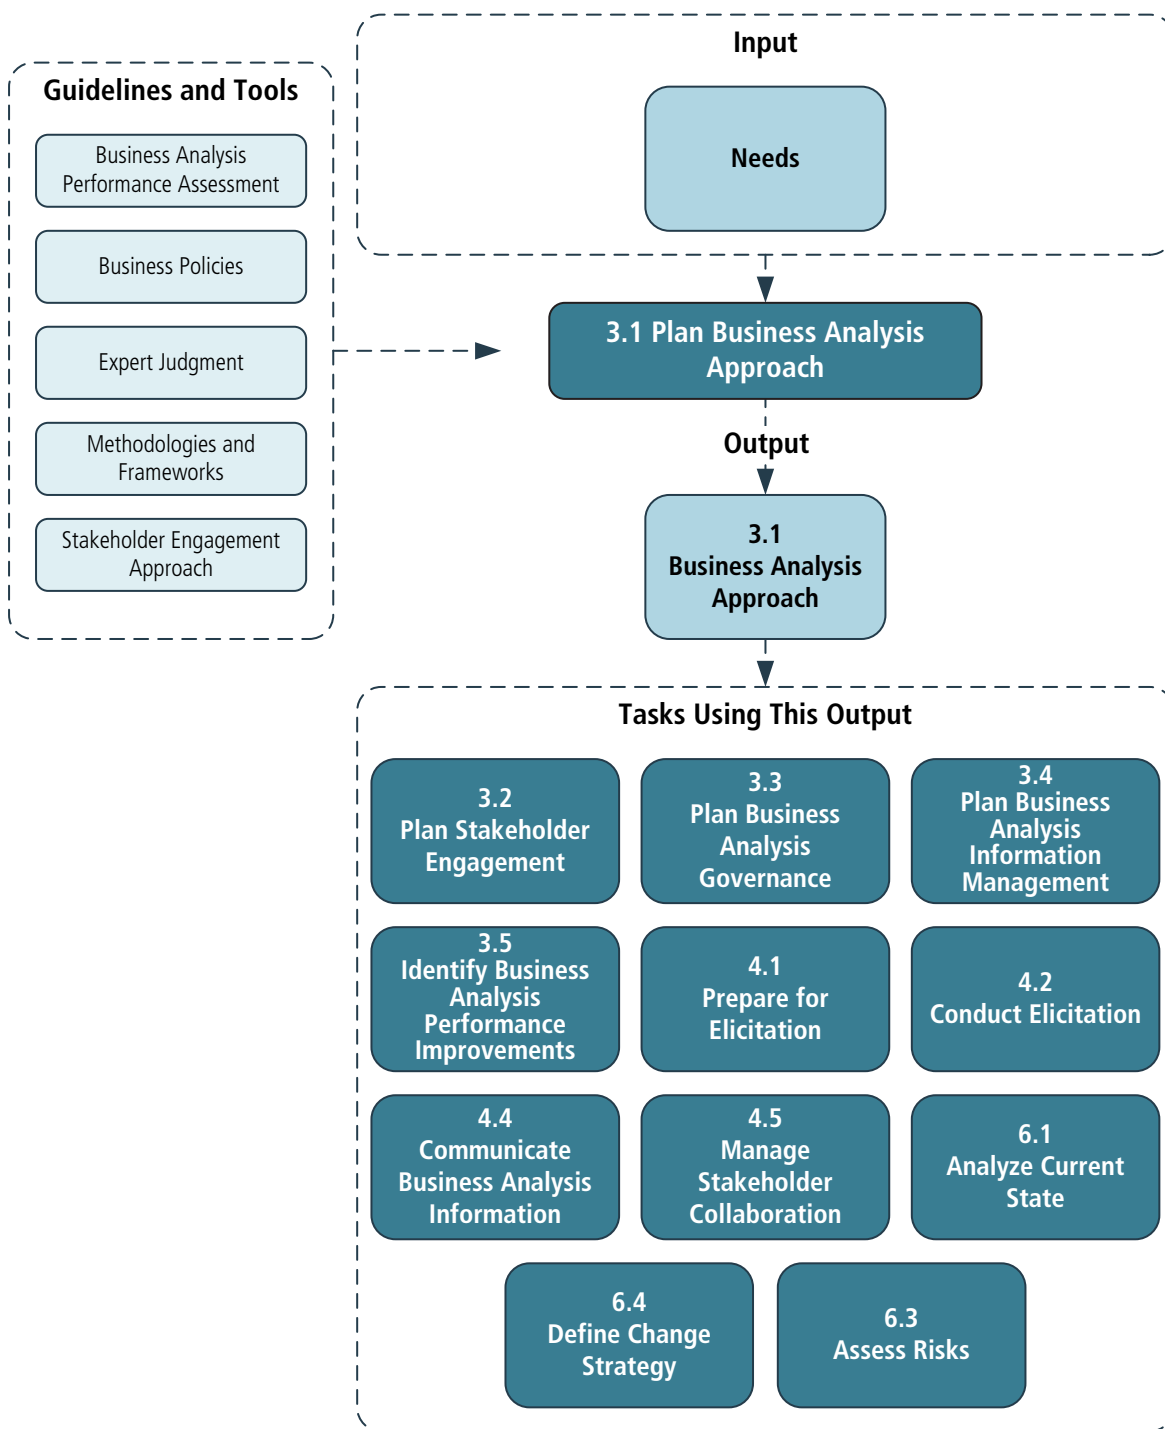 Input
Needs
Guidelines and Tools
Business Analysis
Performance Assessment
Business Policies
Expert Judgment
Methodologies and
Frameworks
Stakeholder Engagement
Approach
3.1 Plan Business Analysis
Approach
Output
3.1
Business Analysis
Approach
Tasks Using This Output
3.2
Plan Stakeholder
Engagement
3.3
Plan Business
Analysis
Governance
3.4
Plan Business
Analysis
Information
Management
3.5
Identify Business
Analysis
Performance
Improvements
4.1
Prepare for
Elicitation
4.2
Conduct Elicitation
4.4
Communicate
Business Analysis
Information
4.5
Manage
Stakeholder
Collaboration
6.1
Analyze Current
State
6.4
Define Change
Strategy
6.3
Assess Risks